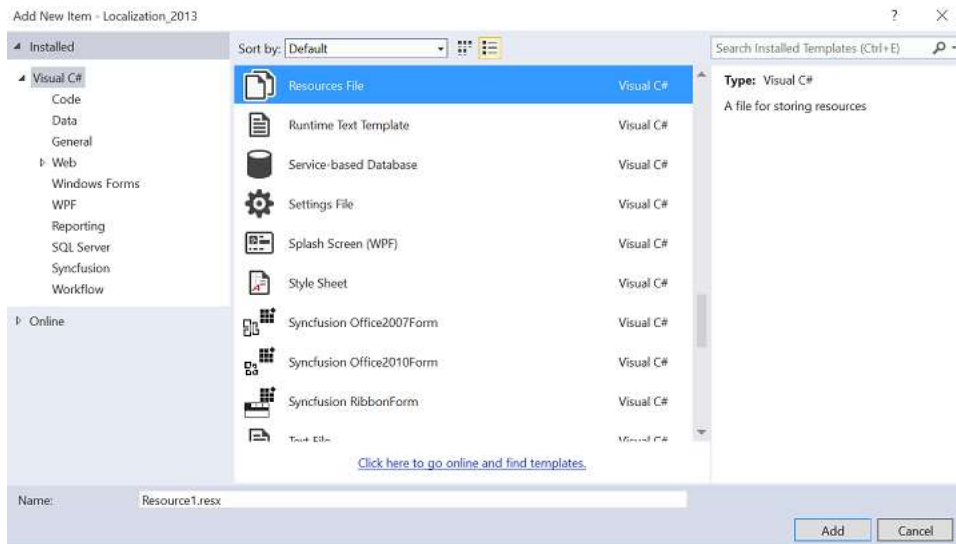 Add New Item - Localization_2013
?
Installed
Sort by: Default
Search Installed Templates (Ctrl+E)
Visual C#
Code
Data
General
Web
Windows Forms
WPF
Reporting
SQL Server
Syncfusion
Workflow
Online
Resources File Visual C#
Runtime Text Template Visual C#
Service-based Database Visual C#
Settings File Visual C#
Splash Screen (WPF) Visual C#
Style Sheet Visual C#
Syncfusion Office2007Form Visual C#
Syncfusion Office2010Form Visual C#
Syncfusion RibbonForm Visual C#
Text File Visual C#
Click here to go online and find templates.
Type: Visual C#
A file for storing resources
Name: Resource1.resx
Add Cancel